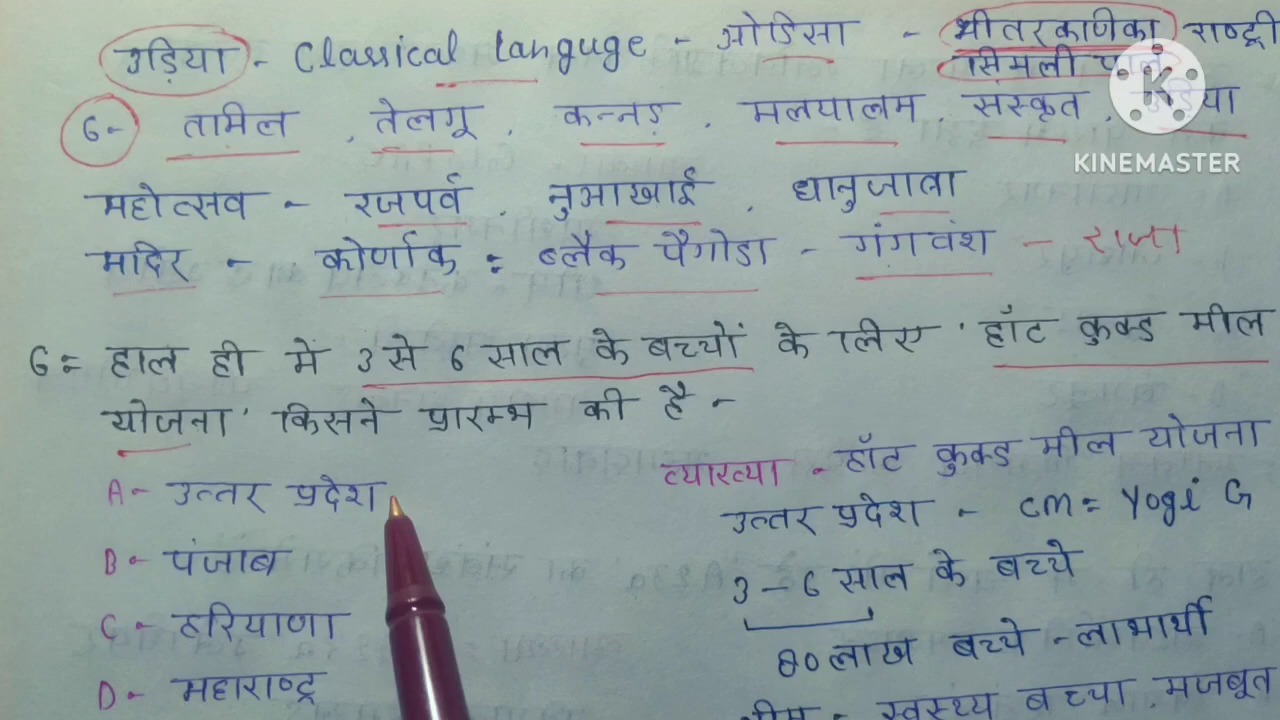 उड़िया - Classical Languge - ओडिसा - भीतरकाणेका राष्ट्री
सिमली पाल
6 - तामिल , तेलगू , कन्नड़ , मलयालम , संस्कृत ,
महोत्सव - रजपर्व , नुआखाई , धानुजाता
मंदिर - कोर्णाक = ब्लैक पैगोडा - गंगवंश - राजा
KINEMASTER
6 = हाल ही में 3 से 6 साल के बच्चों के लिए 'हॉट कुक्ड मील
योजना' किसने प्रारम्भ की है -
A - उत्तर प्रदेश
B - पंजाब
C - हरियाणा
D - महाराष्ट्र
व्याख्या - हॉट कुक्ड मील योजना
उत्तर प्रदेश - CM = Yogi G
3 - 6 साल के बच्चे
80 लाख बच्चे - लाभार्थी
- स्वस्थ्य बच्चा, मजबूत